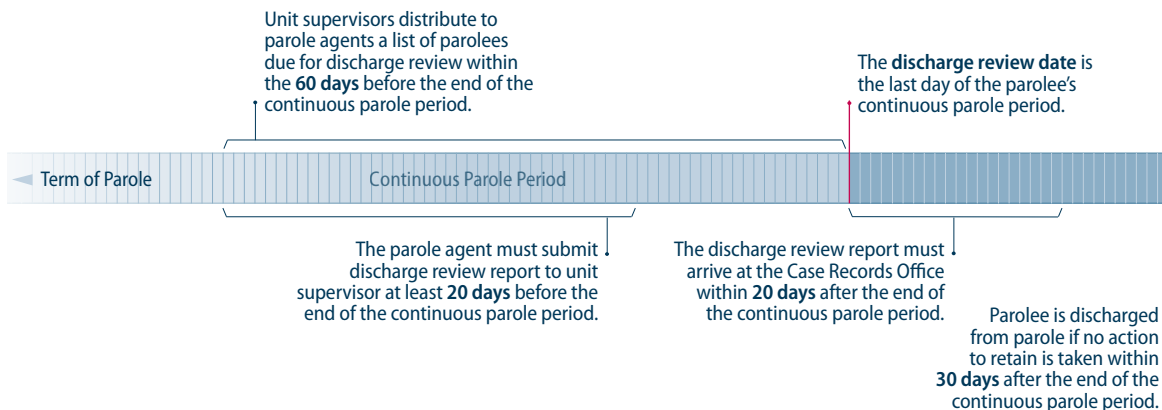 Unit supervisors distribute to
parole agents a list of parolees
due for discharge review within
the 60 days before the end of the
continuous parole period.
The discharge review date is
the last day of the parolee's
continuous parole period.
Term of Parole
Continuous Parole Period
The parole agent must submit
discharge review report to unit
supervisor at least 20 days before the
end of the continuous parole period.
The discharge review report must
arrive at the Case Records Office
within 20 days after the end of
the continuous parole period.
Parolee is discharged
from parole if no action
to retain is taken within
30 days after the end of the
continuous parole period.